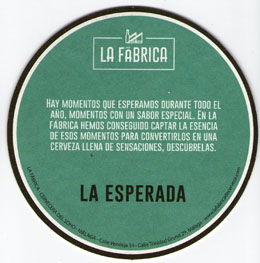 LA FÁBRICA
HAY MOMENTOS QUE ESPERAMOS DURANTE TODO EL
AÑO, MOMENTOS CON UN SABOR ESPECIAL. EN LA
FÁBRICA HEMOS CONSEGUIDO CAPTAR LA ESENCIA
DE ESOS MOMENTOS PARA CONVERTIRLOS EN UNA
CERVEZA LLENA DE SENSACIONES, DESCÚBRELAS.
LA ESPERADA